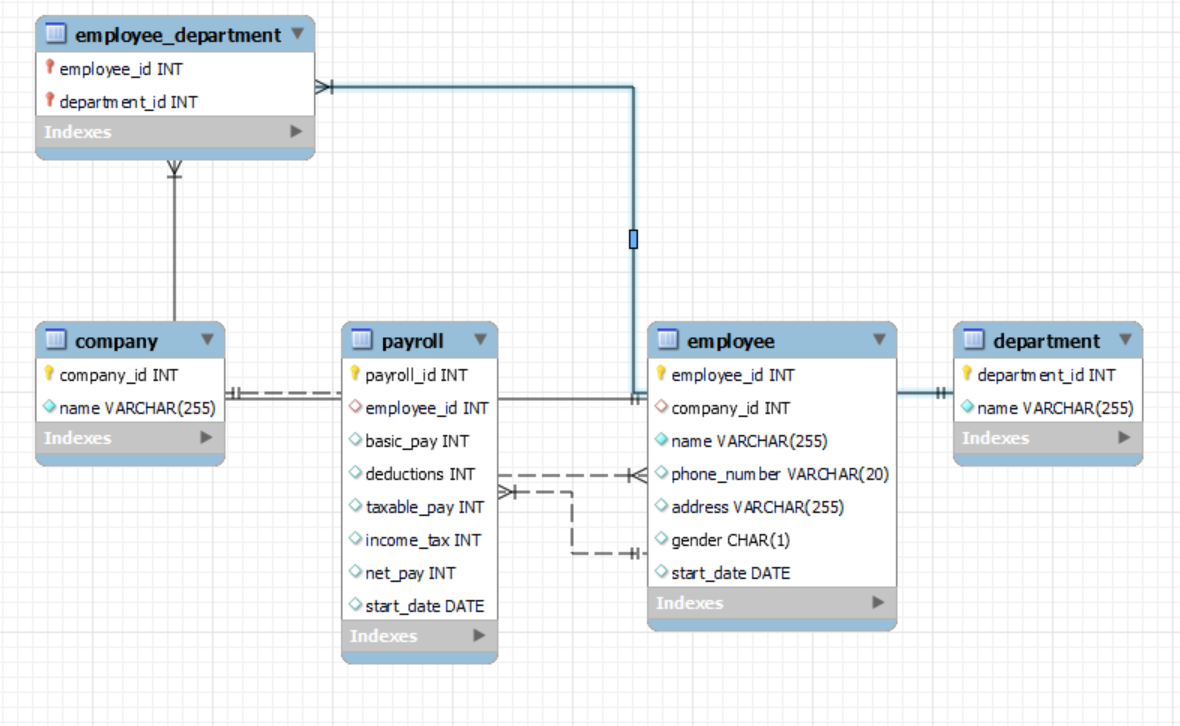 employee_department
employee_id INT
department_id INT
Indexes
company
company_id INT
name VARCHAR(255)
Indexes
payroll
payroll_id INT
employee_id INT
basic_pay INT
deductions INT
taxable_pay INT
income_tax INT
net_pay INT
start_date DATE
Indexes
employee
employee_id INT
company_id INT
name VARCHAR(255)
phone_number VARCHAR(20)
address VARCHAR(255)
gender CHAR(1)
start_date DATE
Indexes
department
department_id INT
name VARCHAR(255)
Indexes